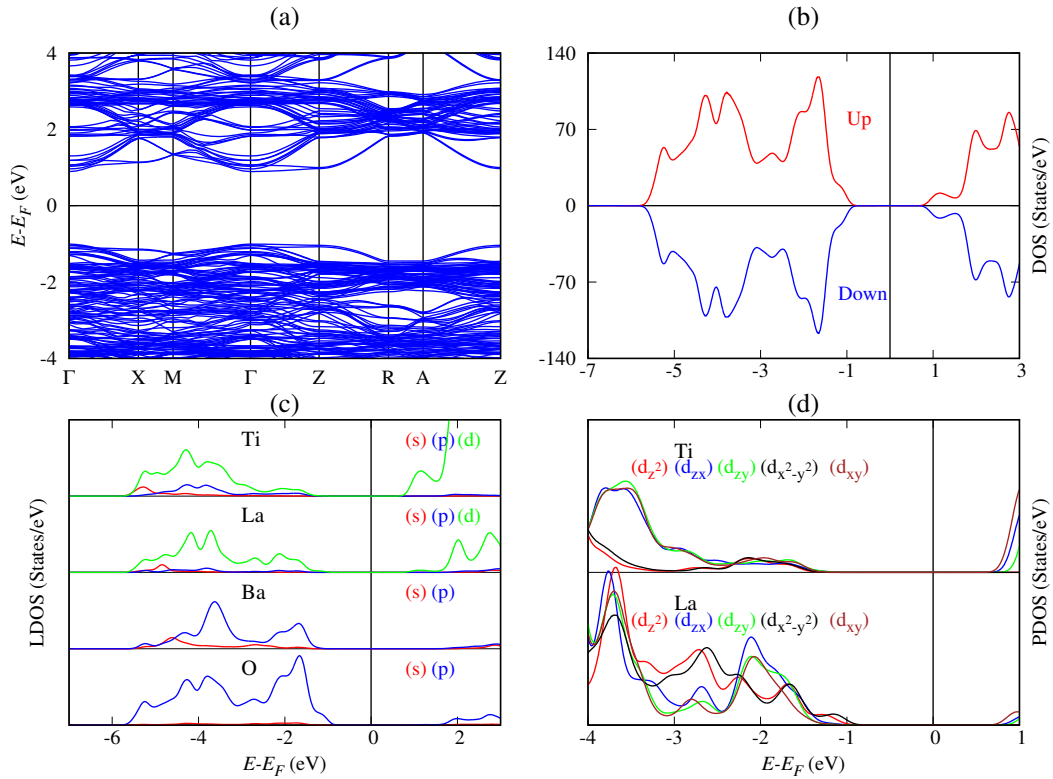 (a)
4
2
0
-2
-4
E-E_F (eV)
Γ X M Γ Z R A Z
(b)
140
70
0
-70
-140
Up
Down
DOS (States/eV)
-7 -5 -3 -1 1 3
(c)
Ti
(s) (p) (d)
La
(s) (p) (d)
Ba
(s) (p)
O
(s) (p)
LDOS (States/eV)
-6 -4 -2 0 2
E-E_F (eV)
(d)
Ti
(d_z²) (d_zx) (d_zy) (d_x²-y²) (d_xy)
La
(d_z²) (d_zx) (d_zy) (d_x²-y²) (d_xy)
PDOS (States/eV)
-4 -3 -2 -1 0 1
E-E_F (eV)